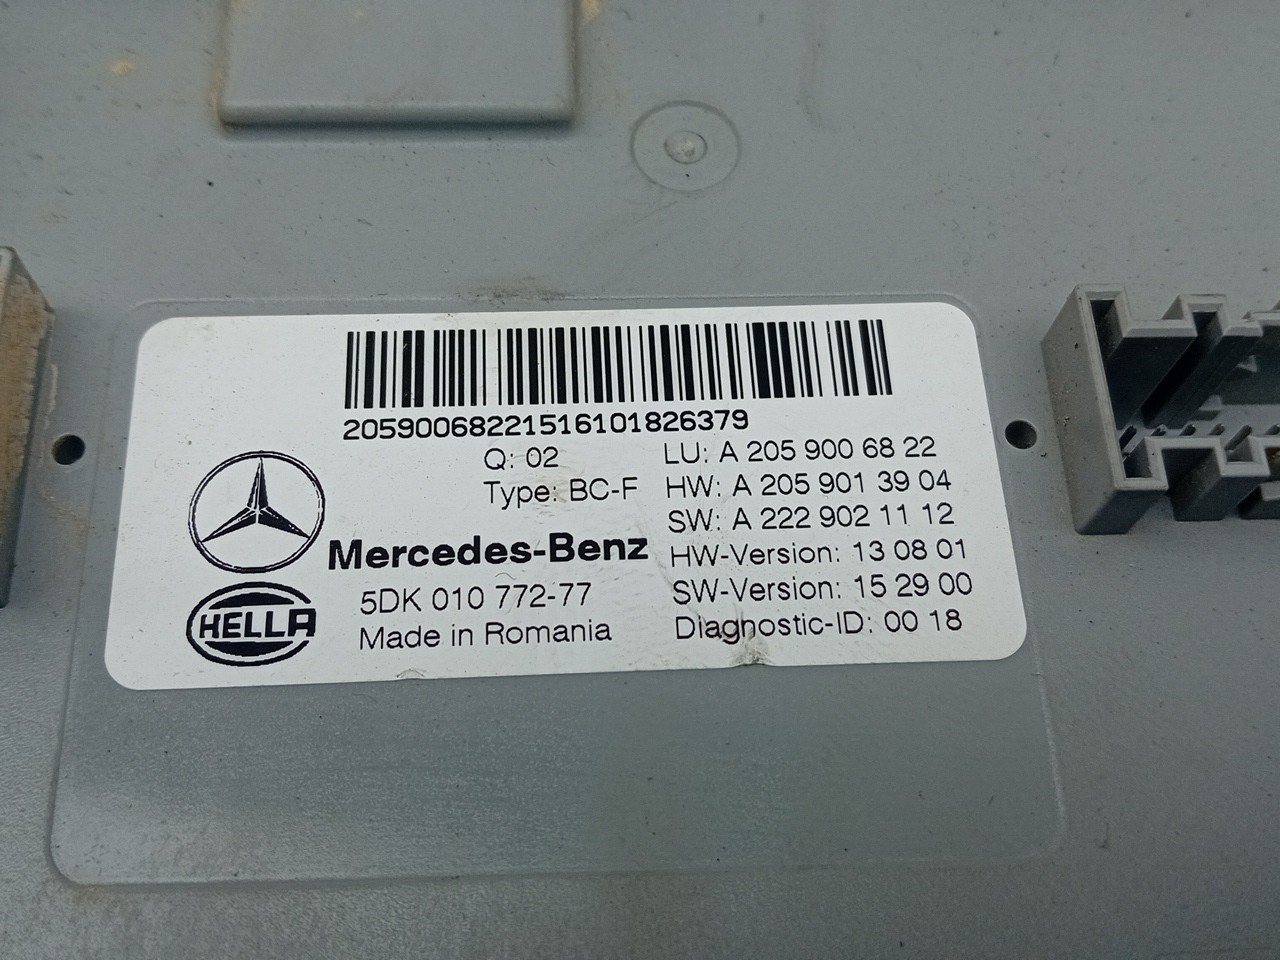 20590068221516101826379
Q: 02
LU: A 205 900 68 22
Type: BC-F
HW: A 205 901 39 04
SW: A 222 902 11 12
Mercedes-Benz
HW-Version: 13 08 01
5DK 010 772-77
SW-Version: 15 29 00
HELLA
Made in Romania
Diagnostic-ID: 00 18